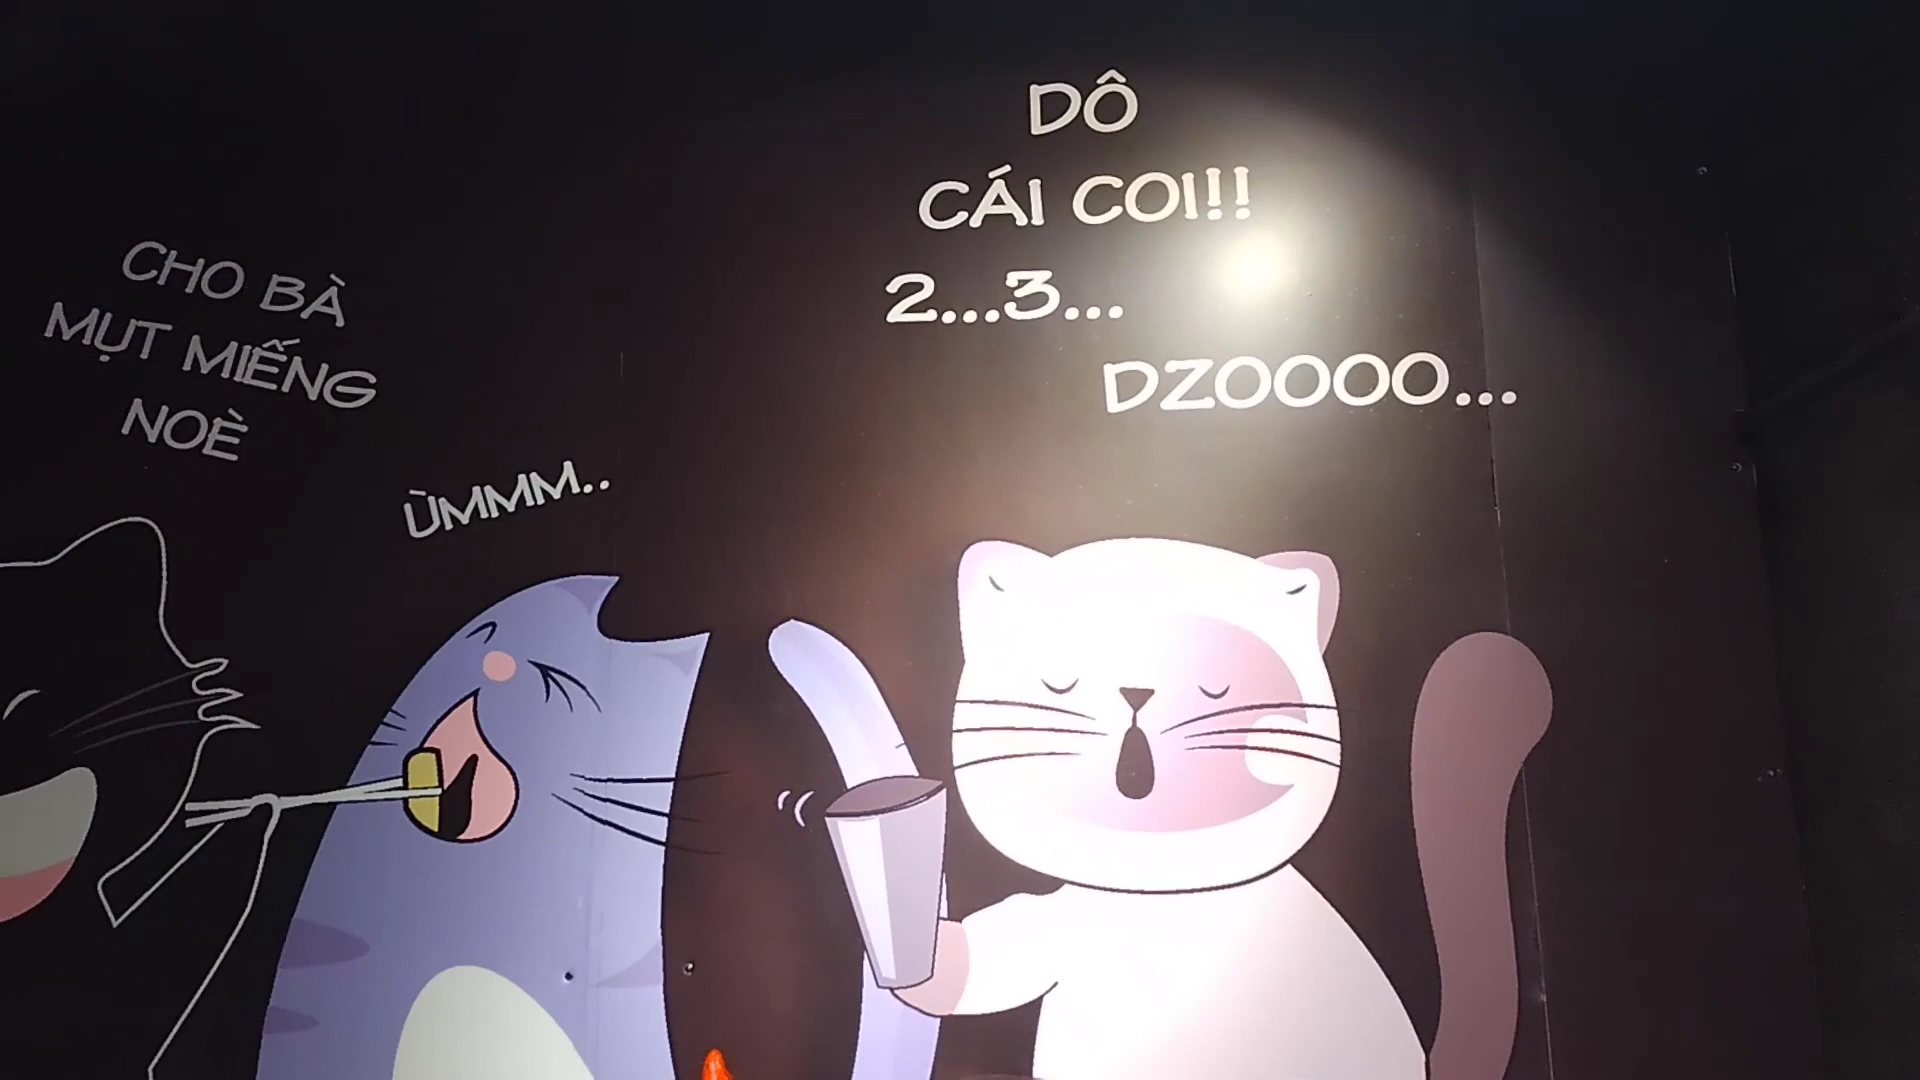 CHO BÀ
MỤT MIẾNG
NOÈ
ÙMMM..
DÔ
CÁI COI!!
2...3...
DZOOOO...